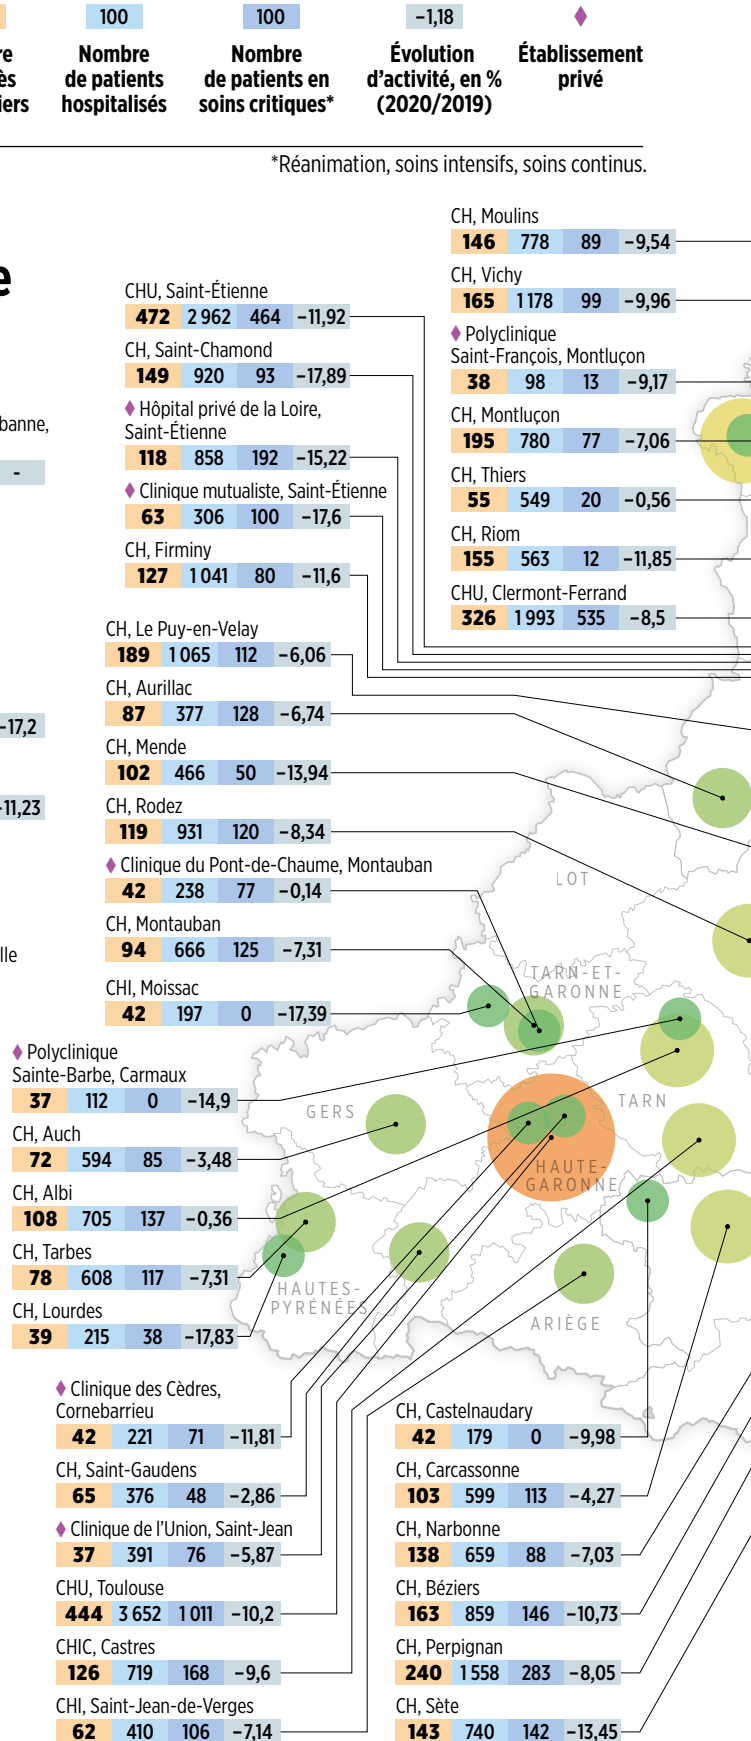 100
100
−1,18
Nombre
de patients
hospitalisés
Nombre
de patients en
soins critiques*
Évolution
d’activité, en %
(2020/2019)
Établissement
privé
*Réanimation, soins intensifs, soins continus.
CH, Moulins
146 778 89 −9,54
CH, Vichy
165 1 178 99 −9,96
Polyclinique
Saint-François, Montluçon
38 98 13 −9,17
CH, Montluçon
195 780 77 −7,06
CH, Thiers
55 549 20 −0,56
CH, Riom
155 563 12 −11,85
CHU, Clermont-Ferrand
326 1 993 535 −8,5
CHU, Saint-Étienne
472 2 962 464 −11,92
CH, Saint-Chamond
149 920 93 −17,89
Hôpital privé de la Loire,
Saint-Étienne
118 858 192 −15,22
Clinique mutualiste, Saint-Étienne
63 306 100 −17,6
CH, Firminy
127 1 041 80 −11,6
-
−17,2
11,23
CH, Le Puy-en-Velay
189 1 065 112 −6,06
CH, Aurillac
87 377 128 −6,74
CH, Mende
102 466 50 −13,94
CH, Rodez
119 931 120 −8,34
Clinique du Pont-de-Chaume, Montauban
42 238 77 −0,14
CH, Montauban
94 666 125 −7,31
CHI, Moissac
42 197 0 −17,39
Polyclinique
Sainte-Barbe, Carmaux
37 112 0 −14,9
CH, Auch
72 594 85 −3,48
CH, Albi
108 705 137 −0,36
CH, Tarbes
78 608 117 −7,31
CH, Lourdes
39 215 38 −17,83
LOT
TARN-ET-
GARONNE
TARN
GERS
HAUTE-
GARONNE
HAUTES-
PYRÉNÉES
ARIÈGE
Clinique des Cèdres,
Cornebarrieu
42 221 71 −11,81
CH, Saint-Gaudens
65 376 48 −2,86
Clinique de l’Union, Saint-Jean
37 391 76 −5,87
CHU, Toulouse
444 3 652 1 011 −10,2
CHIC, Castres
126 719 168 −9,6
CHI, Saint-Jean-de-Verges
62 410 106 −7,14
CH, Castelnaudary
42 179 0 −9,98
CH, Carcassonne
103 599 113 −4,27
CH, Narbonne
138 659 88 −7,03
CH, Béziers
163 859 146 −10,73
CH, Perpignan
240 1 558 283 −8,05
CH, Sète
143 740 142 −13,45